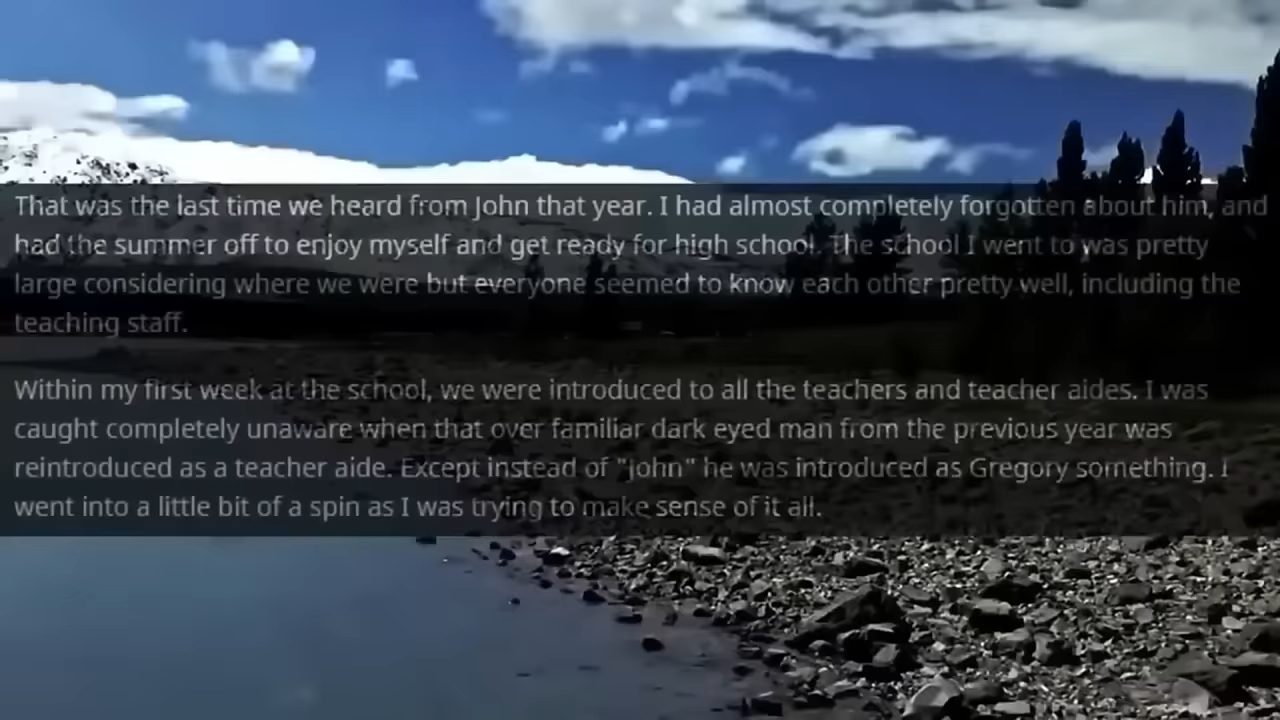 That was the last time we heard from John that year. I had almost completely forgotten about him, and
had the summer off to enjoy myself and get ready for high school. The school I went to was pretty
large considering where we were but everyone seemed to know each other pretty well, including the
teaching staff.
Within my first week at the school, we were introduced to all the teachers and teacher aides. I was
caught completely unaware when that over familiar dark eyed man from the previous year was
reintroduced as a teacher aide. Except instead of "John" he was introduced as Gregory something. I
went into a little bit of a spin as I was trying to make sense of it all.